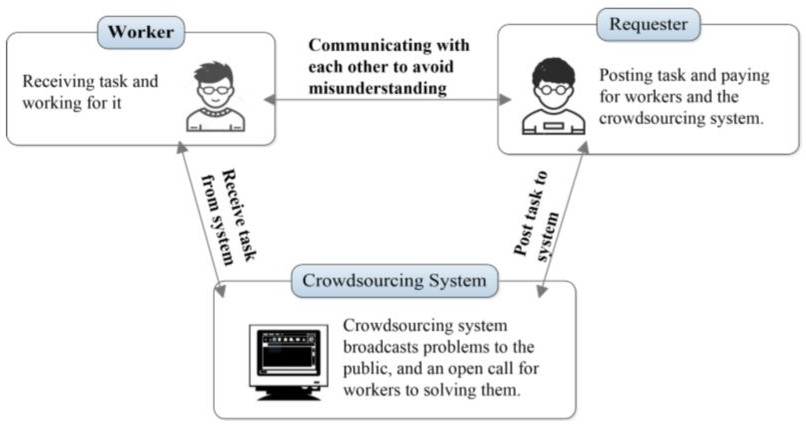 Worker
Receiving task and
working for it
Communicating with
each other to avoid
misunderstanding
Requester
Posting task and paying
for workers and the
crowdsourcing system.
Receive task
from system
Post task to
system
Crowdsourcing System
Crowdsourcing system
broadcasts problems to the
public, and an open call for
workers to solving them.